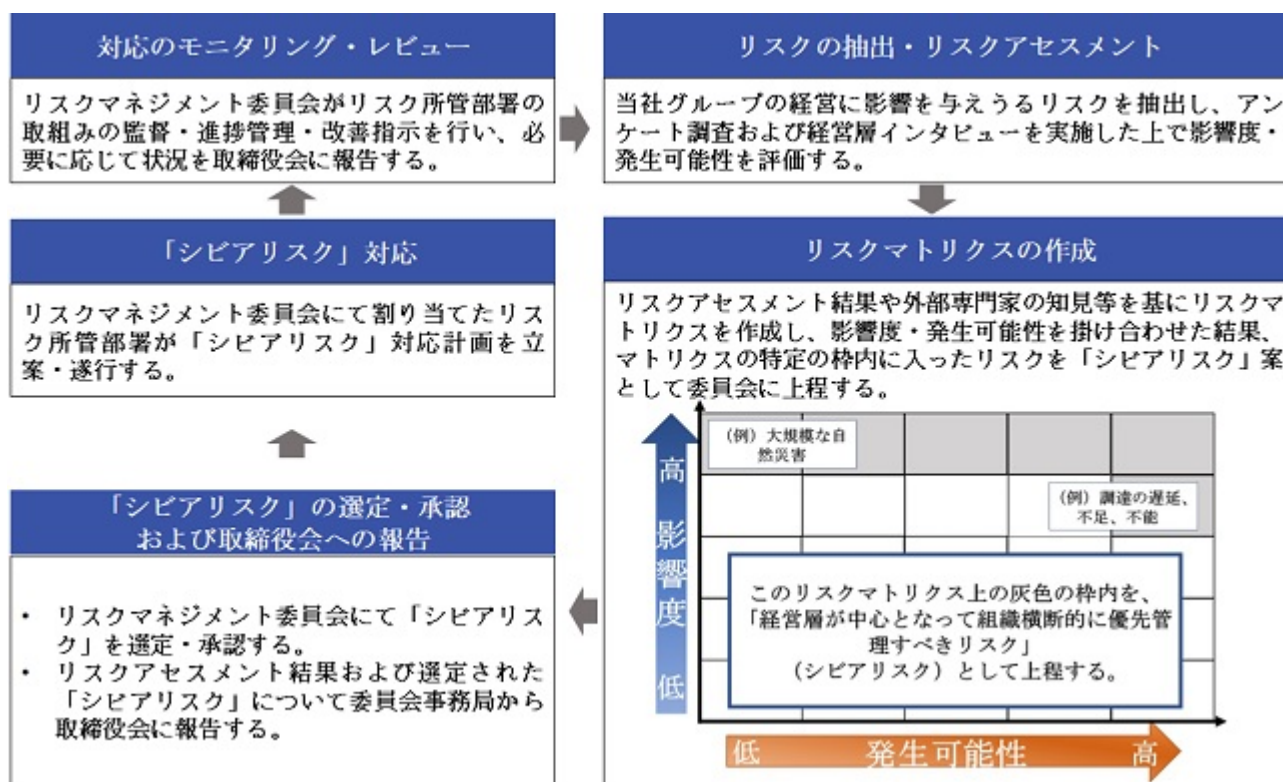 対応のモニタリング・レビュー
リスクマネジメント委員会がリスク所管部署の
取組みの監督・進捗管理・改善指示を行い、必
要に応じて状況を取締役会に報告する。
リスクの抽出・リスクアセスメント
当社グループの経営に影響を与えうるリスクを抽出し、アン
ケート調査および経営層インタビューを実施した上で影響度・
発生可能性を評価する。
「シビアリスク」対応
リスクマネジメント委員会にて割り当てたリス
ク所管部署が「シビアリスク」対応計画を立
案・遂行する。
リスクマトリクスの作成
リスクアセスメント結果や外部専門家の知見等を基にリスクマ
トリクスを作成し、影響度・発生可能性を掛け合わせた結果、
マトリクスの特定の枠内に入ったリスクを「シビアリスク」案
として委員会に上程する。
高 影響度 低
（例）大規模な自
然災害
（例）調達の遅延、
不足、不能
このリスクマトリクス上の灰色の枠内を、
「経営層が中心となって組織横断的に優先管
理すべきリスク」
（シビアリスク）として上程する。
低 発生可能性 高
「シビアリスク」の選定・承認
および取締役会への報告
• リスクマネジメント委員会にて「シビアリス
ク」を選定・承認する。
• リスクアセスメント結果および選定された
「シビアリスク」について委員会事務局から
取締役会に報告する。